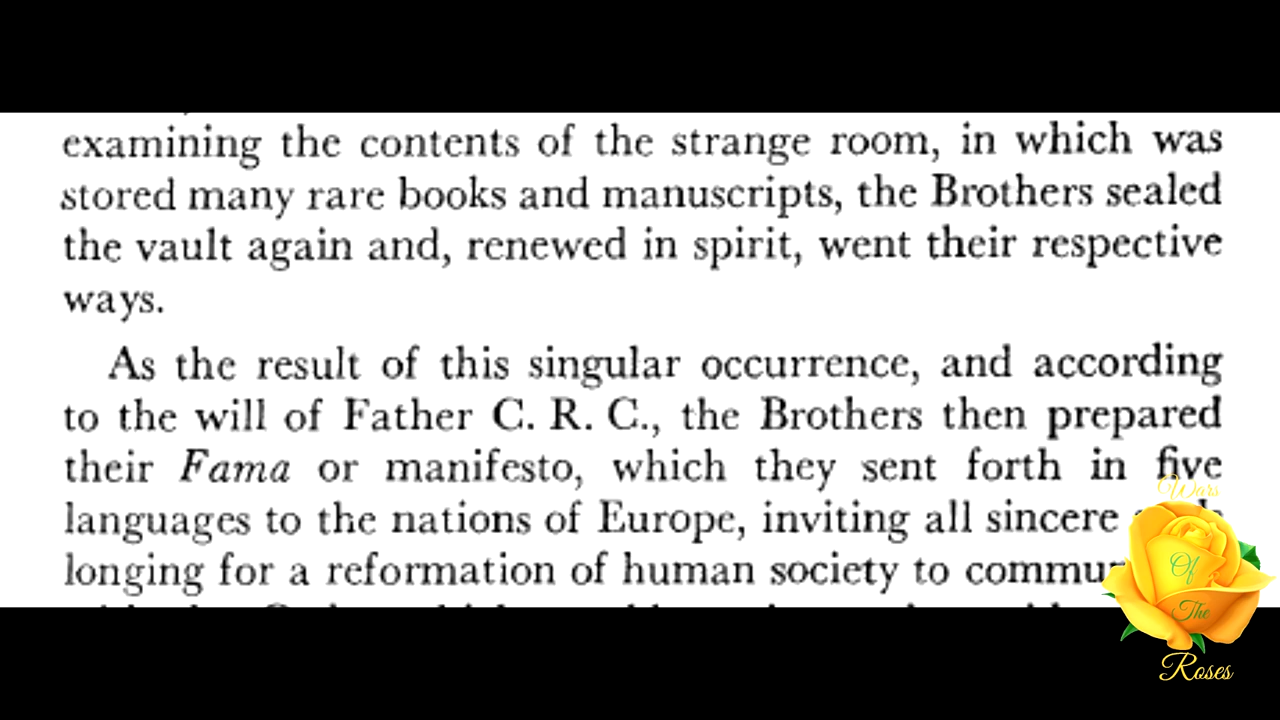 examining the contents of the strange room, in which was
stored many rare books and manuscripts, the Brothers sealed
the vault again and, renewed in spirit, went their respective
ways.
As the result of this singular occurrence, and according
to the will of Father C. R. C., the Brothers then prepared
their Fama or manifesto, which they sent forth in five
languages to the nations of Europe, inviting all sincere
longing for a reformation of human society to
Wars
Of
The
Roses